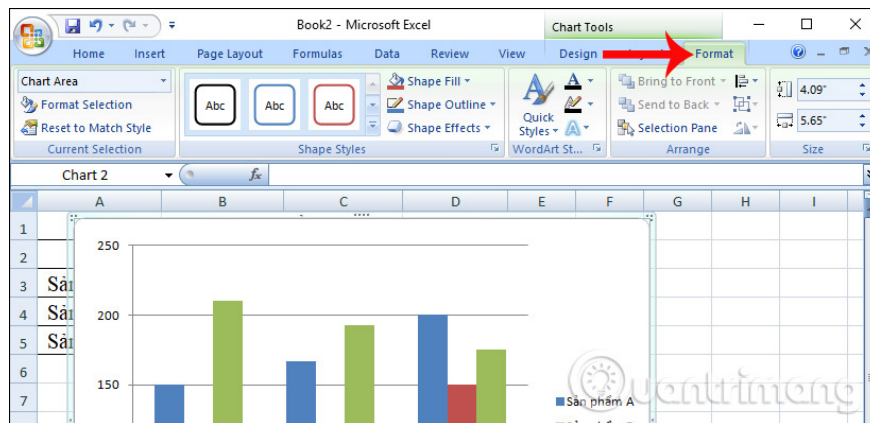 Book2 - Microsoft Excel
Chart Tools
Home Insert Page Layout Formulas Data Review View Design Format
Chart Area
Format Selection
Reset to Match Style
Current Selection
Abc Abc Abc
Shape Fill
Shape Outline
Shape Effects
Shape Styles
Quick
Styles
WordArt St...
Bring to Front
Send to Back
Selection Pane
Arrange
4.09"
5.65"
Size
Chart 2
fx
A B C D E F G H I
1
2
3 Sản
4 Sản
5 Sản
6
7
250
200
150
Sản phẩm A
Quantrimang